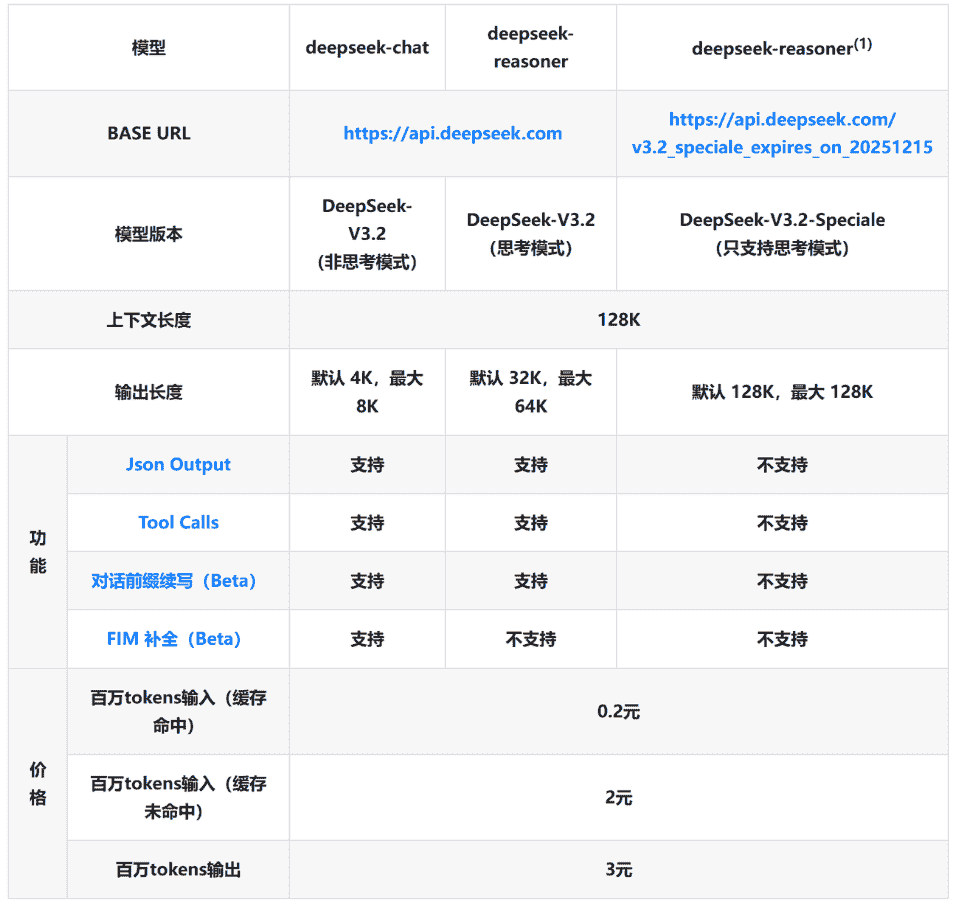 模型
deepseek-chat
deepseek-
reasoner
deepseek-reasoner(1)
BASE URL
https://api.deepseek.com
https://api.deepseek.com/
v3.2_speciale_expires_on_20251215
模型版本
DeepSeek-
V3.2
(非思考模式)
DeepSeek-V3.2
(思考模式)
DeepSeek-V3.2-Speciale
(只支持思考模式)
上下文长度
128K
输出长度
默认 4K，最大
8K
默认 32K，最大
64K
默认 128K，最大 128K
功
能
Json Output
支持
支持
不支持
Tool Calls
支持
支持
不支持
对话前缀续写（Beta）
支持
支持
不支持
FIM 补全（Beta）
支持
不支持
不支持
价
格
百万tokens输入（缓存
命中）
0.2元
百万tokens输入（缓存
未命中）
2元
百万tokens输出
3元